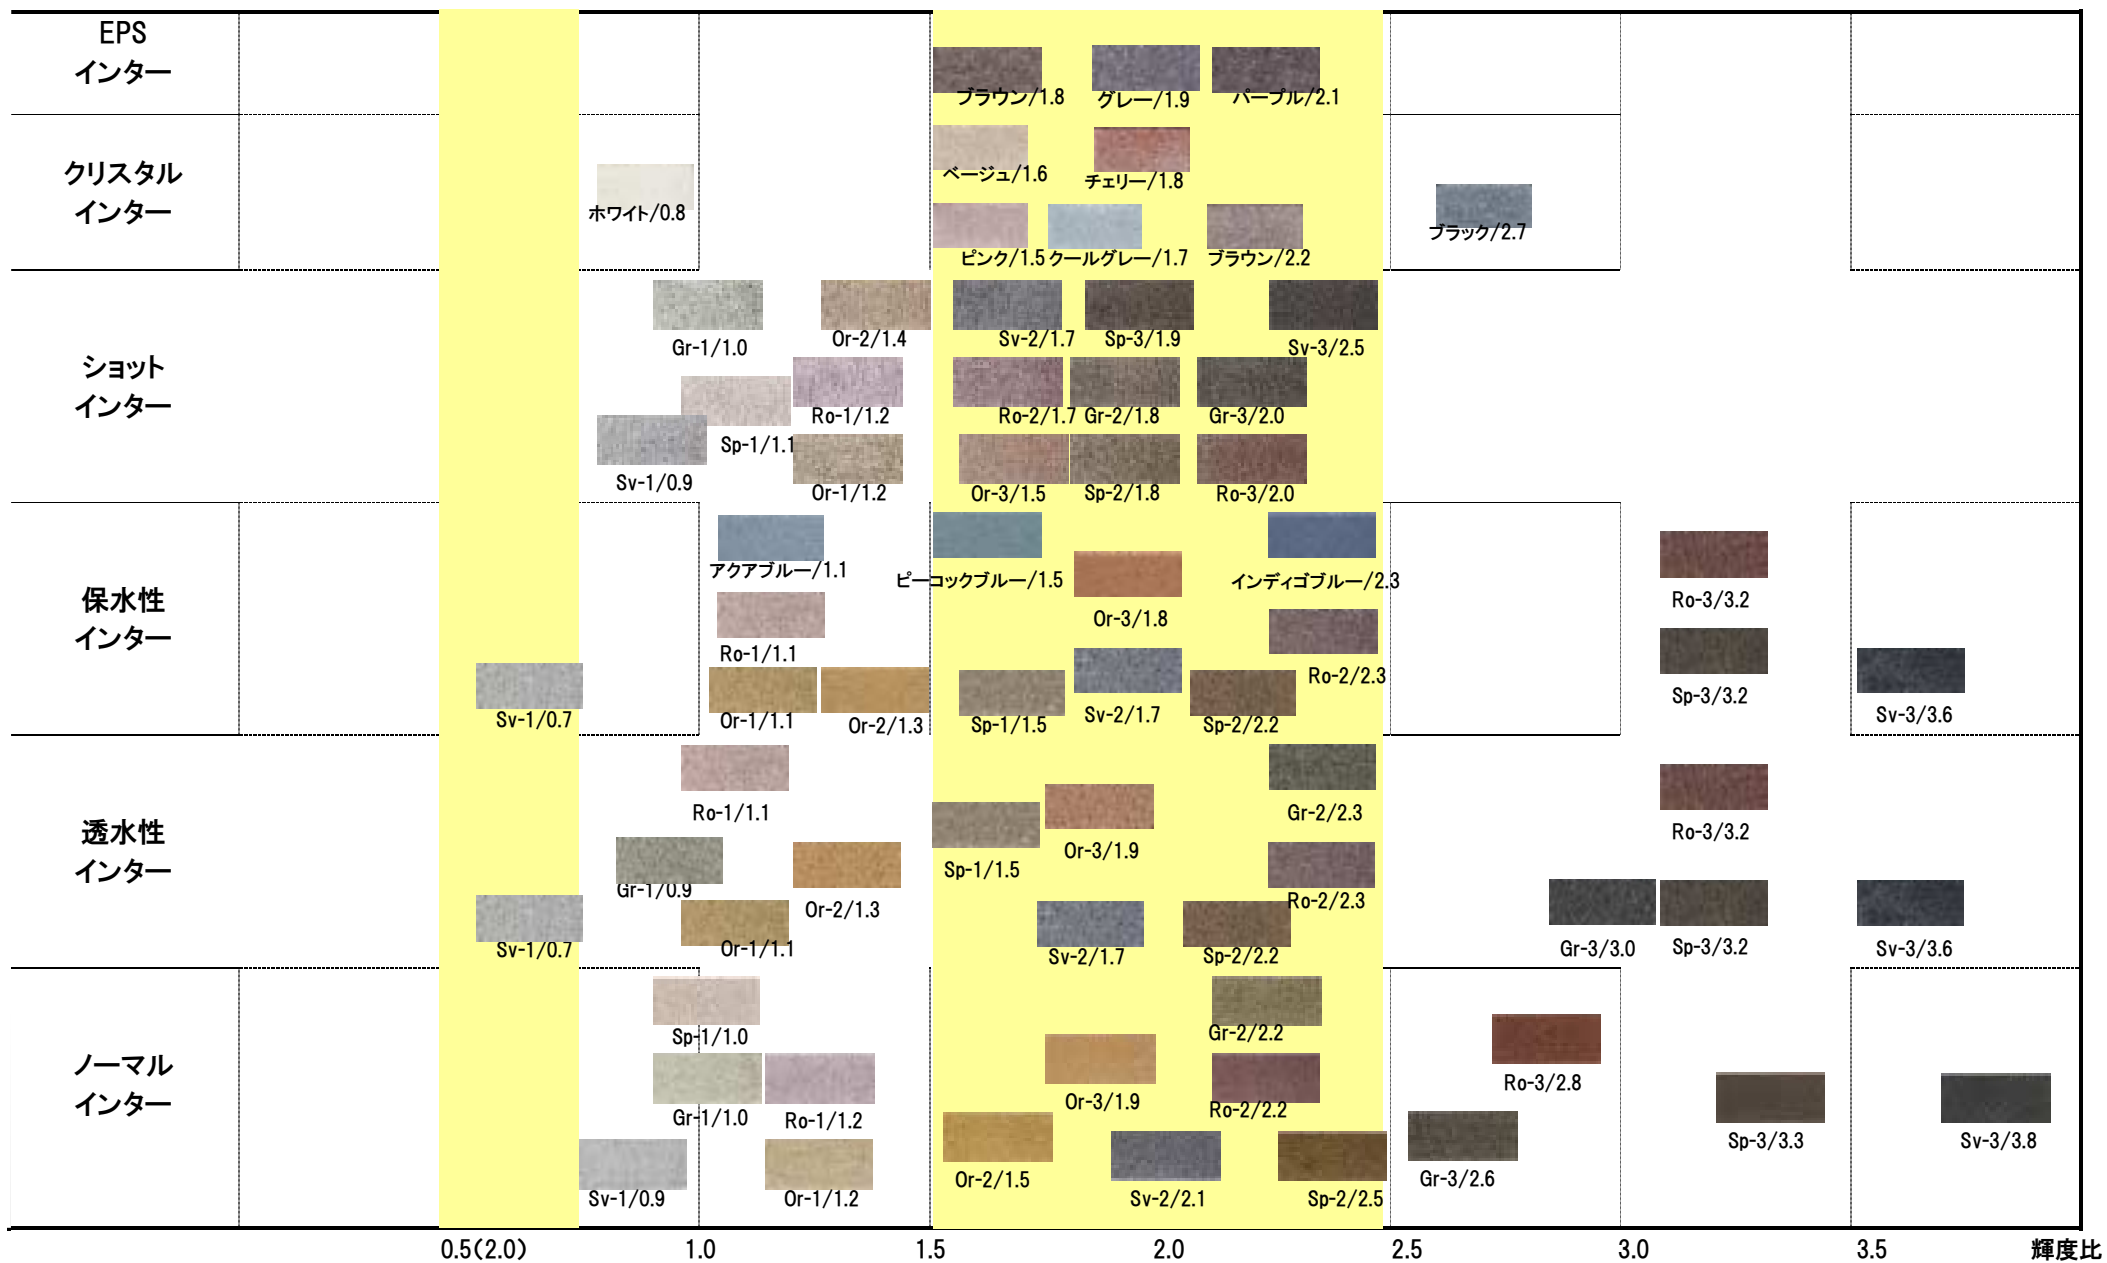 EPS
インター
ブラウン/1.8
グレー/1.9
パープル/2.1
クリスタル
インター
ベージュ/1.6
チェリー/1.8
ホワイト/0.8
ブラック/2.7
ピンク/1.5
クールグレー/1.7
ブラウン/2.2
ショット
インター
Gr-1/1.0
Or-2/1.4
Sv-2/1.7
Sp-3/1.9
Sv-3/2.5
Ro-1/1.2
Ro-2/1.7
Gr-2/1.8
Gr-3/2.0
Sp-1/1.1
Sv-1/0.9
Or-1/1.2
Or-3/1.5
Sp-2/1.8
Ro-3/2.0
保水性
インター
アクアブルー/1.1
ピーコックブルー/1.5
インディゴブルー/2.3
Or-3/1.8
Ro-3/3.2
Ro-1/1.1
Ro-2/2.3
Sp-3/3.2
Sv-1/0.7
Or-1/1.1
Or-2/1.3
Sp-1/1.5
Sv-2/1.7
Sp-2/2.2
Sv-3/3.6
透水性
インター
Ro-1/1.1
Gr-2/2.3
Ro-3/3.2
Or-3/1.9
Sp-1/1.5
Gr-1/0.9
Or-2/1.3
Ro-2/2.3
Sv-1/0.7
Or-1/1.1
Sv-2/1.7
Sp-2/2.2
Gr-3/3.0
Sp-3/3.2
Sv-3/3.6
ノーマル
インター
Sp-1/1.0
Gr-2/2.2
Ro-3/2.8
Gr-1/1.0
Ro-1/1.2
Or-3/1.9
Ro-2/2.2
Sp-3/3.3
Sv-3/3.8
Sv-1/0.9
Or-1/1.2
Or-2/1.5
Sv-2/2.1
Sp-2/2.5
Gr-3/2.6
0.5(2.0)
1.0
1.5
2.0
2.5
3.0
3.5
輝度比